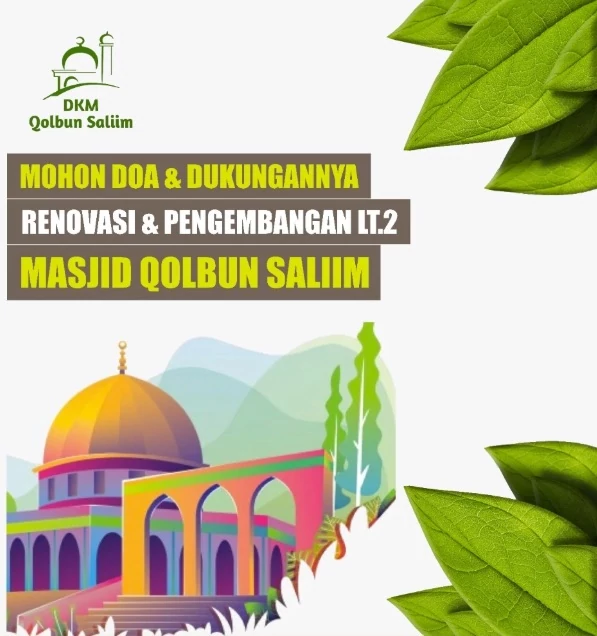 DKM
Qolbun Saliim
MOHON DOA & DUKUNGANNYA
RENOVASI & PENGEMBANGAN LT.2
MASJID QOLBUN SALIIM